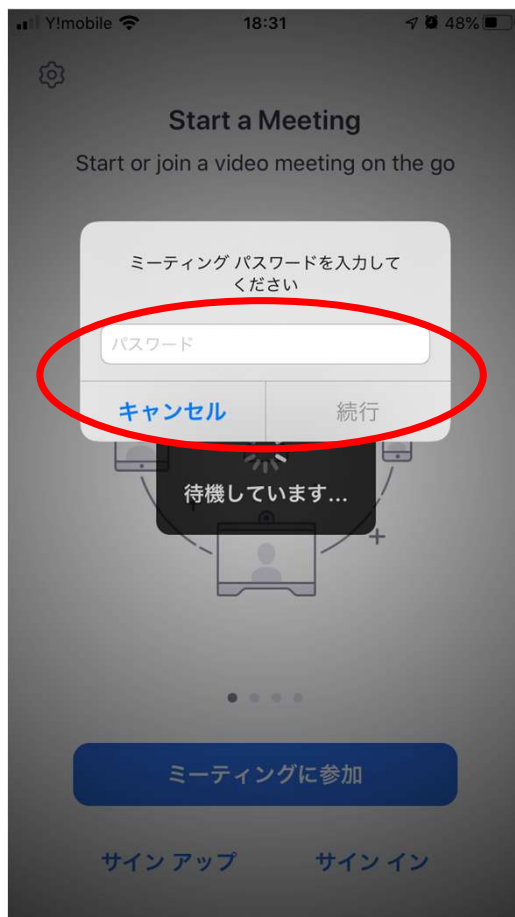 Y!mobile 18:31 48%
Start a Meeting
Start or join a video meeting on the go
ミーティング パスワードを入力して
ください
パスワード
キャンセル 続行
待機しています...
ミーティングに参加
サイン アップ サイン イン